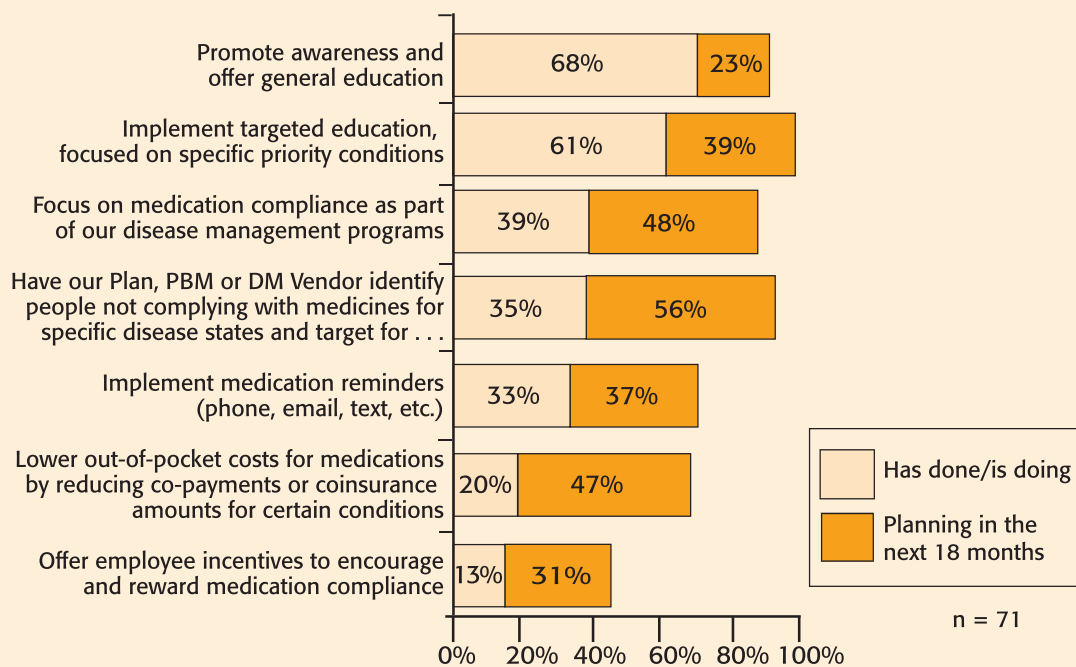 Promote awareness and
offer general education
68%
23%
Implement targeted education,
focused on specific priority conditions
61%
39%
Focus on medication compliance as part
of our disease management programs
39%
48%
Have our Plan, PBM or DM Vendor identify
people not complying with medicines for
specific disease states and target for . . .
35%
56%
Implement medication reminders
(phone, email, text, etc.)
33%
37%
Lower out-of-pocket costs for medications
by reducing co-payments or coinsurance
amounts for certain conditions
20%
47%
Offer employee incentives to encourage
and reward medication compliance
13%
31%
0% 20% 40% 60% 80% 100%
Has done/is doing
Planning in the
next 18 months
n = 71